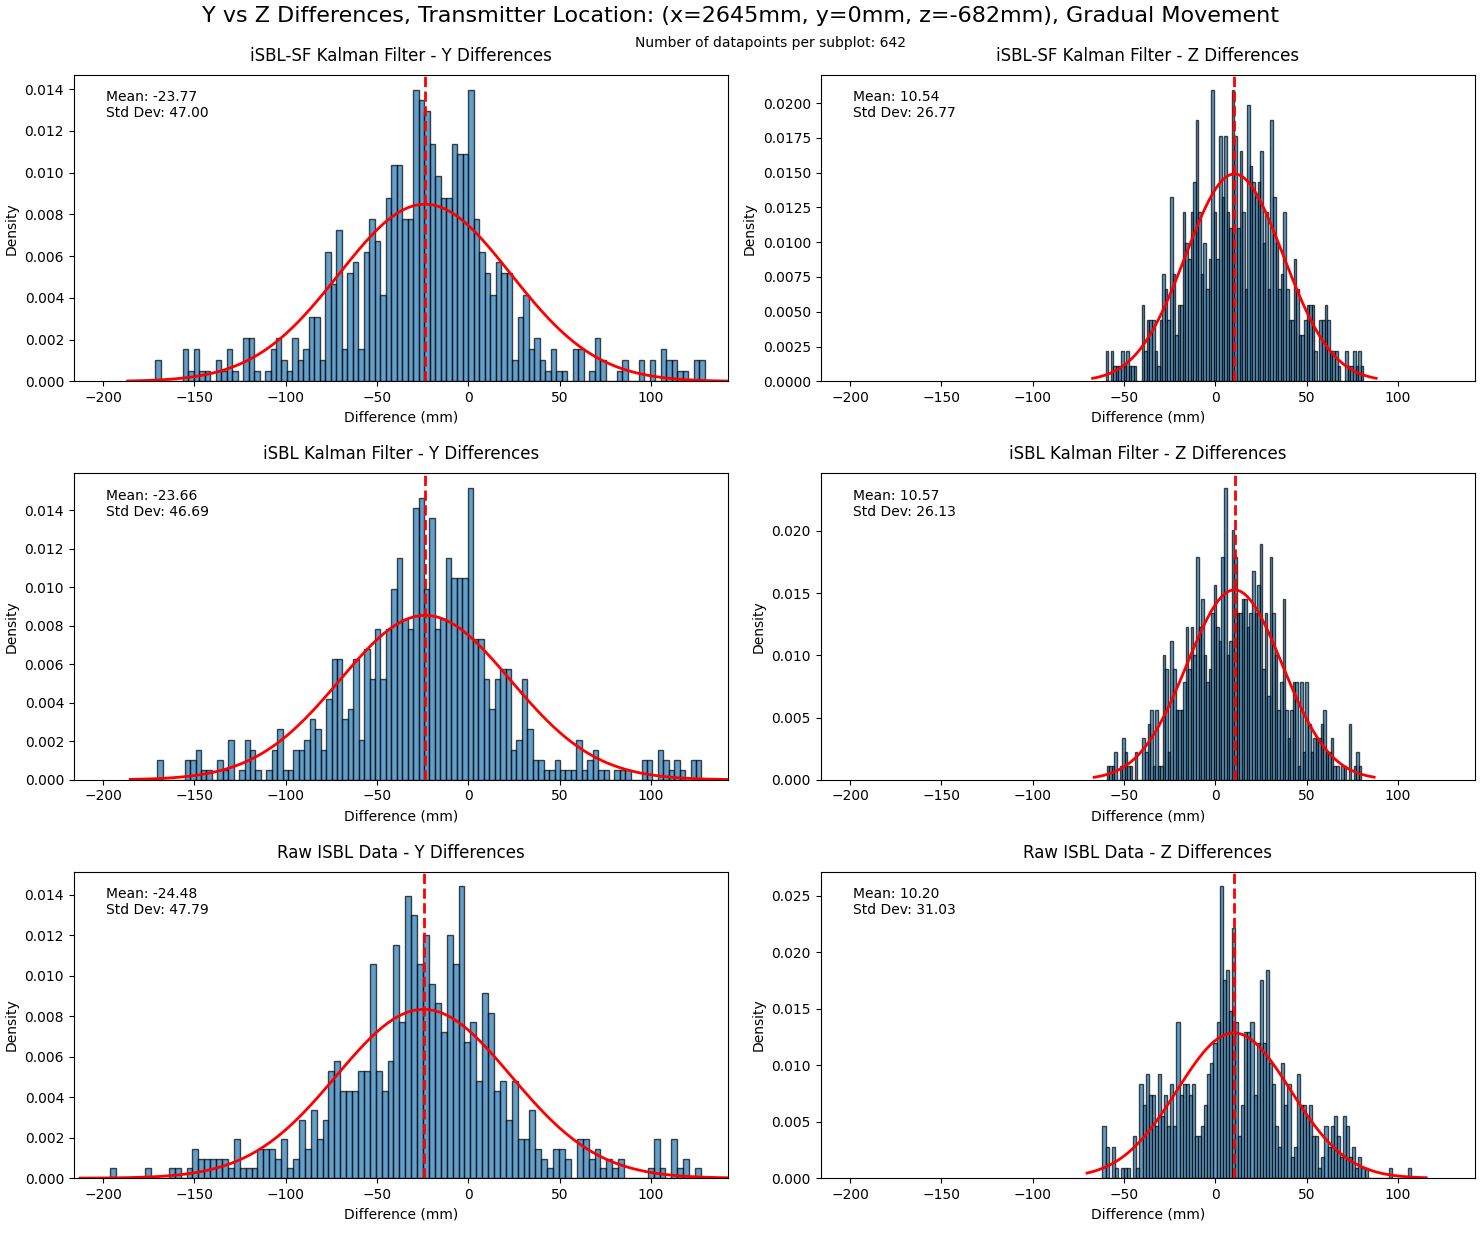 Y vs Z Differences, Transmitter Location: (x=2645mm, y=0mm, z=-682mm), Gradual Movement
Number of datapoints per subplot: 642
iSBL-SF Kalman Filter - Y Differences
Mean: -23.77
Std Dev: 47.00
Density
0.014
0.012
0.010
0.008
0.006
0.004
0.002
0.000
−200 −150 −100 −50 0 50 100
Difference (mm)
iSBL-SF Kalman Filter - Z Differences
Mean: 10.54
Std Dev: 26.77
Density
0.0200
0.0175
0.0150
0.0125
0.0100
0.0075
0.0050
0.0025
0.0000
−200 −150 −100 −50 0 50 100
Difference (mm)
iSBL Kalman Filter - Y Differences
Mean: -23.66
Std Dev: 46.69
Density
0.014
0.012
0.010
0.008
0.006
0.004
0.002
0.000
−200 −150 −100 −50 0 50 100
Difference (mm)
iSBL Kalman Filter - Z Differences
Mean: 10.57
Std Dev: 26.13
Density
0.020
0.015
0.010
0.005
0.000
−200 −150 −100 −50 0 50 100
Difference (mm)
Raw ISBL Data - Y Differences
Mean: -24.48
Std Dev: 47.79
Density
0.014
0.012
0.010
0.008
0.006
0.004
0.002
0.000
−200 −150 −100 −50 0 50 100
Difference (mm)
Raw ISBL Data - Z Differences
Mean: 10.20
Std Dev: 31.03
Density
0.025
0.020
0.015
0.010
0.005
0.000
−200 −150 −100 −50 0 50 100
Difference (mm)